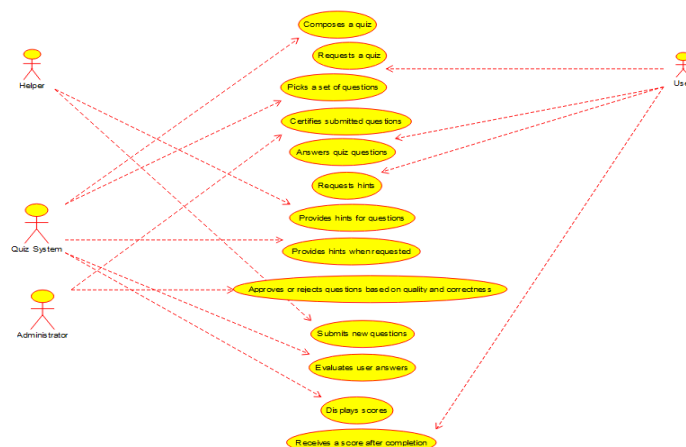 Composes a quiz
Requests a quiz
Helper
Picks a set of questions
Certifies submitted questions
Answers quiz questions
Requests hints
Provides hints for questions
Quiz System
Provides hints when requested
Approves or rejects questions based on quality and correctness
Administrator
Submits new questions
Evaluates user answers
Displays scores
Receives a score after completion